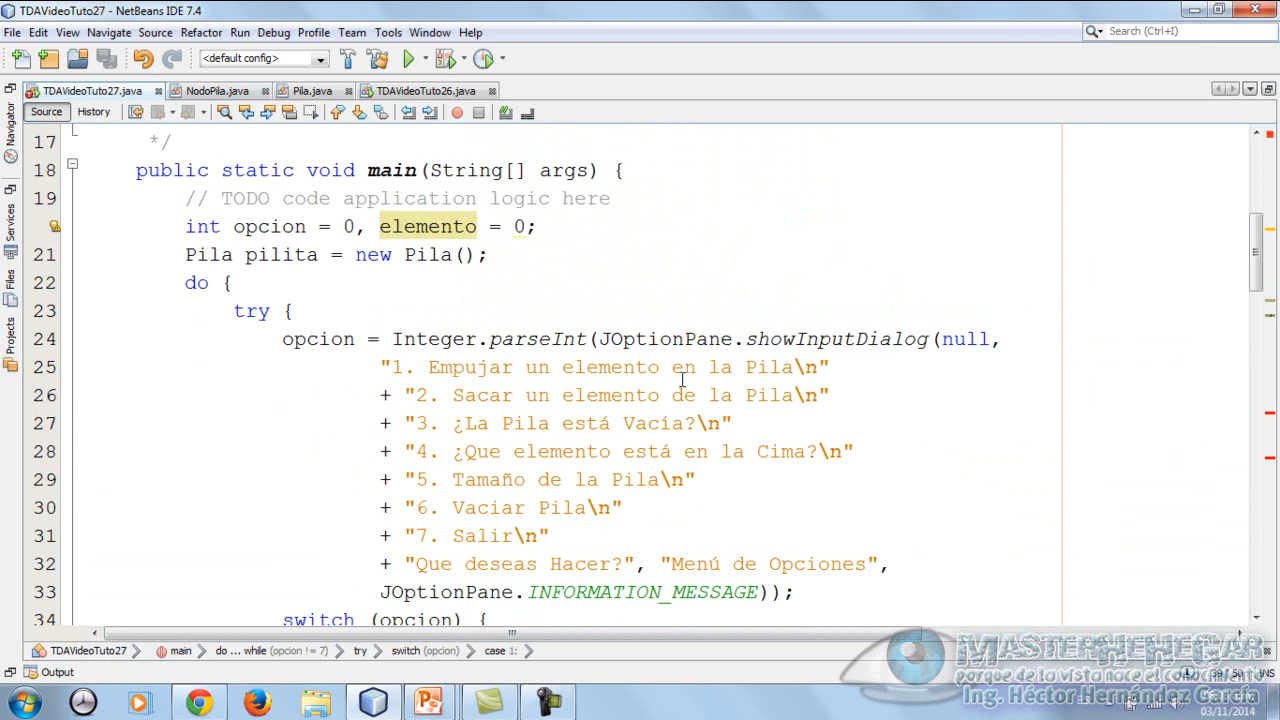 TDAVideoTuto27 - NetBeans IDE 7.4
File Edit View Navigate Source Refactor Run Debug Profile Team Tools Window Help
Search (Ctrl+I)
<default config>
TDAVideoTuto27.java NodoPila.java Pila.java TDAVideoTuto26.java
Source History
Navigator
Services
Files
Projects
17 */
18 public static void main(String[] args) {
19 // TODO code application logic here
int opcion = 0, elemento = 0;
21 Pila pilita = new Pila();
22 do {
23 try {
24 opcion = Integer.parseInt(JOptionPane.showInputDialog(null,
25 "1. Empujar un elemento en la Pila\n"
26 + "2. Sacar un elemento de la Pila\n"
27 + "3. ¿La Pila está Vacía?\n"
28 + "4. ¿Que elemento está en la Cima?\n"
29 + "5. Tamaño de la Pila\n"
30 + "6. Vaciar Pila\n"
31 + "7. Salir\n"
32 + "Que deseas Hacer?", "Menú de Opciones",
33 JOptionPane.INFORMATION_MESSAGE));
34 switch (opcion) {
TDAVideoTuto27 main do ... while (opcion != 7) try switch (opcion) case 1:
Output
INS
MASTERHEHEGAR
porque de la vista nace el conocimiento
Ing. Héctor Hernández García
03/11/2014